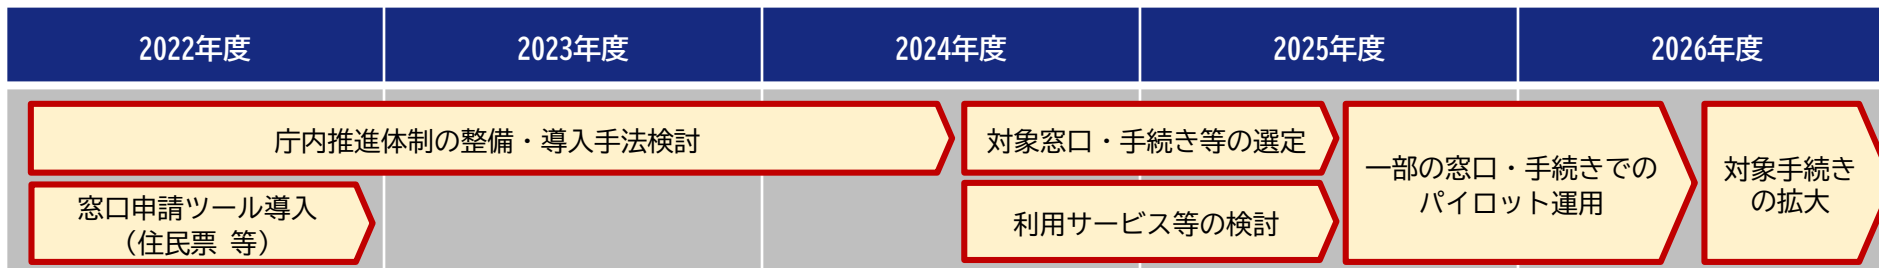 2022年度
2023年度
2024年度
2025年度
2026年度
庁内推進体制の整備・導入手法検討
窓口申請ツール導入
（住民票 等）
対象窓口・手続き等の選定
利用サービス等の検討
一部の窓口・手続きでの
パイロット運用
対象手続き
の拡大